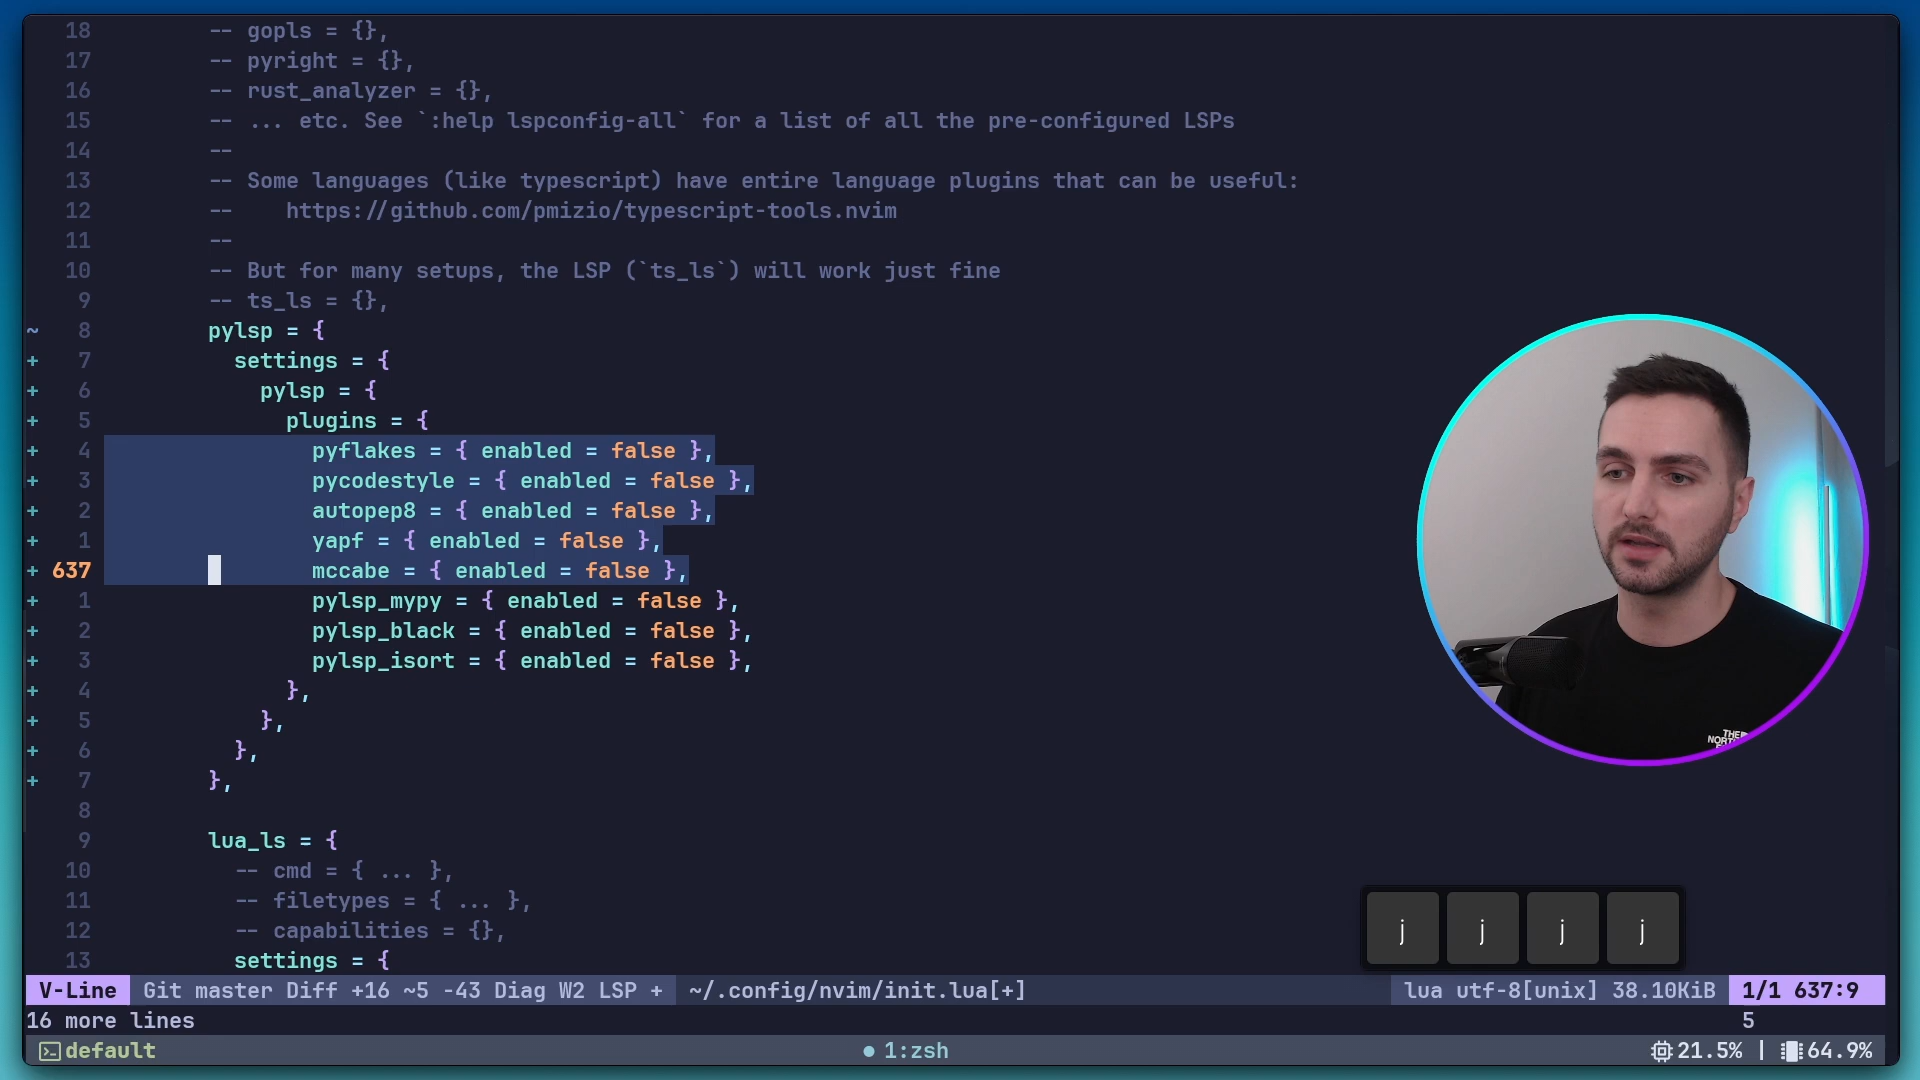 18 -- gopls = {},
17 -- pyright = {},
16 -- rust_analyzer = {},
15 -- ... etc. See `:help lspconfig-all` for a list of all the pre-configured LSPs
14 --
13 -- Some languages (like typescript) have entire language plugins that can be useful:
12 --    https://github.com/pmizio/typescript-tools.nvim
11 --
10 -- But for many setups, the LSP (`ts_ls`) will work just fine
9 -- ts_ls = {},
~ 8 pylsp = {
+ 7 settings = {
+ 6 pylsp = {
+ 5 plugins = {
+ 4 pyflakes = { enabled = false },
+ 3 pycodestyle = { enabled = false },
+ 2 autopep8 = { enabled = false },
+ 1 yapf = { enabled = false },
+ 637 mccabe = { enabled = false },
+ 1 pylsp_mypy = { enabled = false },
+ 2 pylsp_black = { enabled = false },
+ 3 pylsp_isort = { enabled = false },
+ 4 },
+ 5 },
+ 6 },
+ 7 },
8
9 lua_ls = {
10 -- cmd = { ... },
11 -- filetypes = { ... },
12 -- capabilities = {},
13 settings = {
THE
NORTH
j j j j
V-Line Git master Diff +16 ~5 -43 Diag W2 LSP + ~/.config/nvim/init.lua[+] lua utf-8[unix] 38.10KiB 1/1 637:9
16 more lines 5
default 1:zsh 21.5% | 64.9%